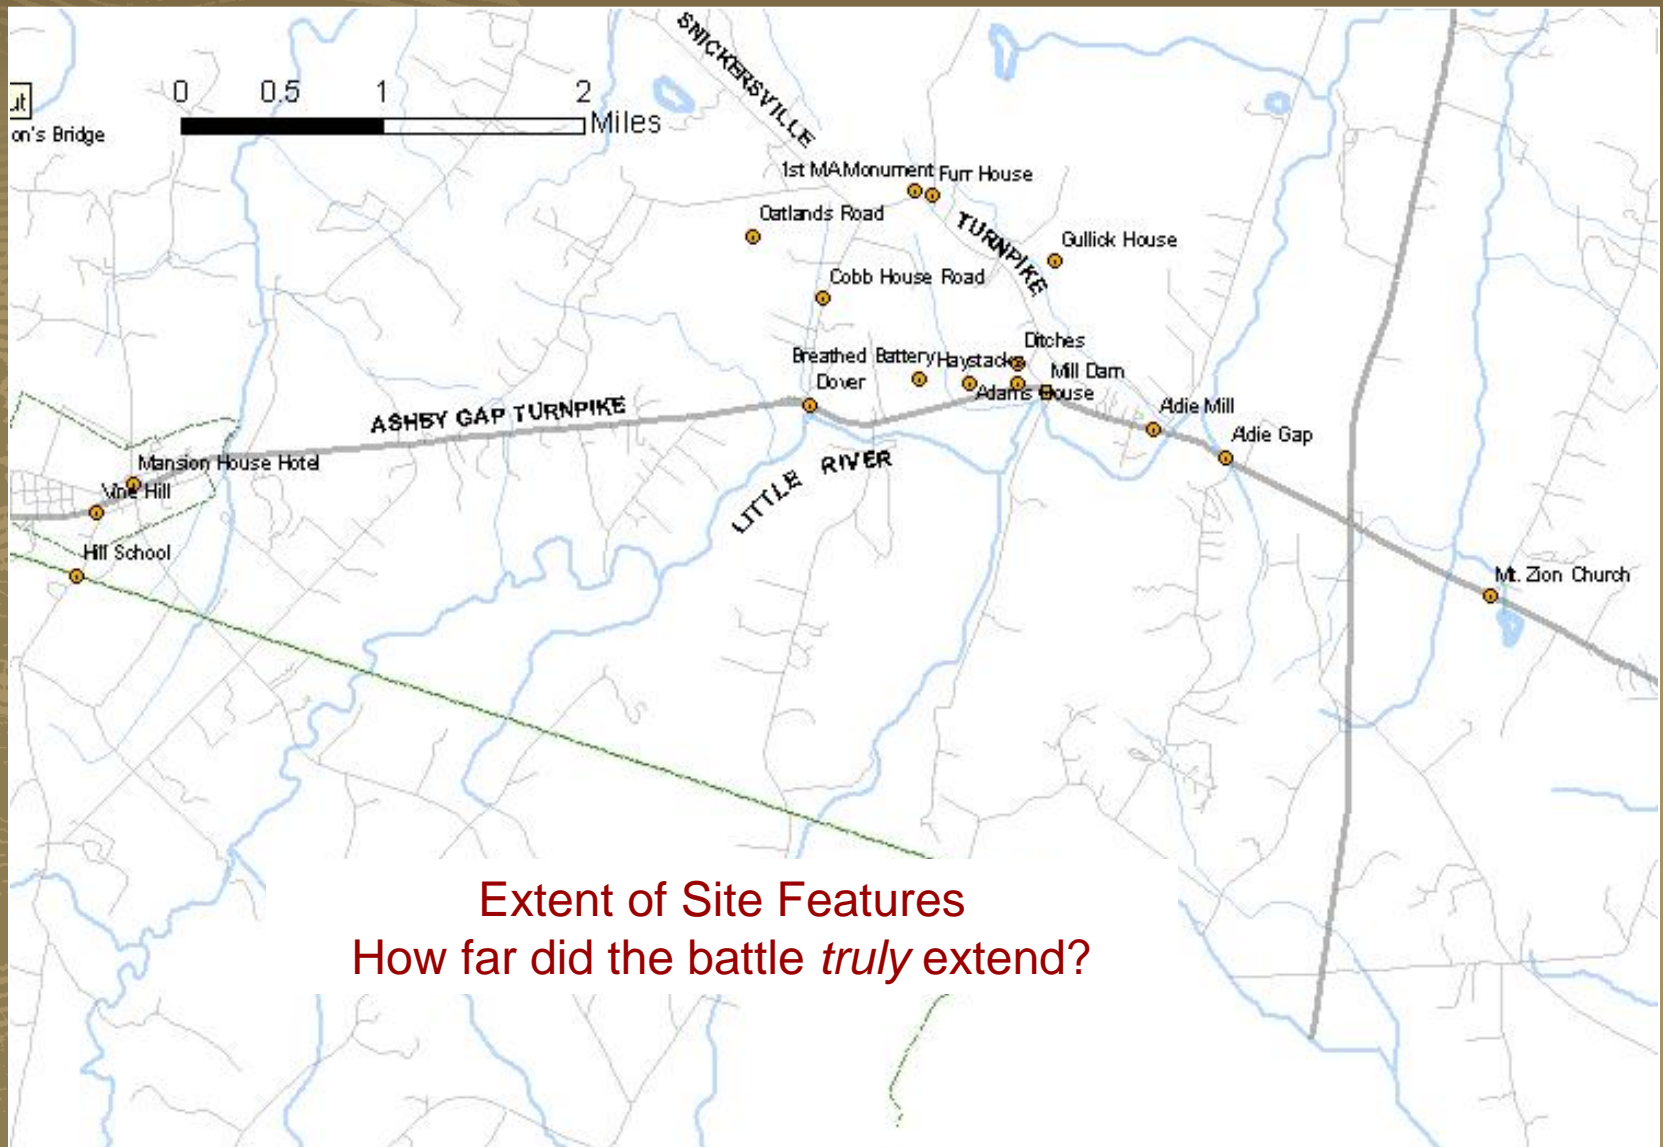 SNICKERSVILLE
0 0.5 1 2
Miles
ut
on's Bridge
1st MA Monument
Furr House
Oatlands Road
TURNPIKE
Gullick House
Cobb House Road
Ditches
Breathed Battery
Haystacks
Mill Dam
Dover
Adams House
ASHBY GAP TURNPIKE
Aldie Mill
Aldie Gap
LITTLE RIVER
Mansion House Hotel
Vine Hill
Hill School
Mt. Zion Church
Extent of Site Features
How far did the battle truly extend?